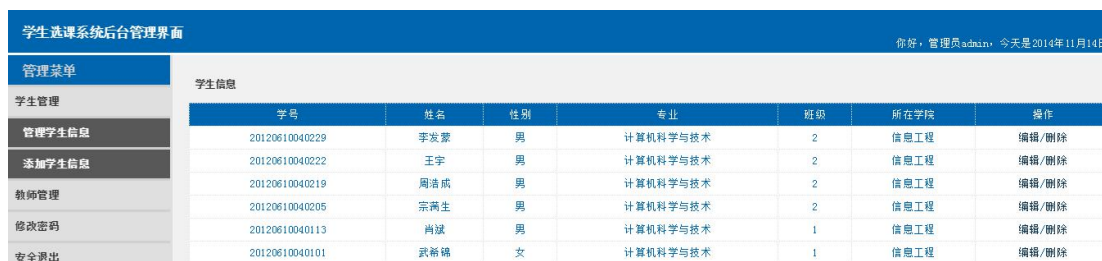 学生选课系统后台管理界面
你好，管理员admin，今天是2014年11月14日
管理菜单
学生管理
管理学生信息
添加学生信息
教师管理
修改密码
安全退出
学生信息
学号 姓名 性别 专业 班级 所在学院 操作
20120610040229 李发蒙 男 计算机科学与技术 2 信息工程 编辑/删除
20120610040222 王宇 男 计算机科学与技术 2 信息工程 编辑/删除
20120610040219 周浩成 男 计算机科学与技术 2 信息工程 编辑/删除
20120610040205 宗满生 男 计算机科学与技术 2 信息工程 编辑/删除
20120610040113 肖斌 男 计算机科学与技术 1 信息工程 编辑/删除
20120610040101 武希锦 女 计算机科学与技术 1 信息工程 编辑/删除